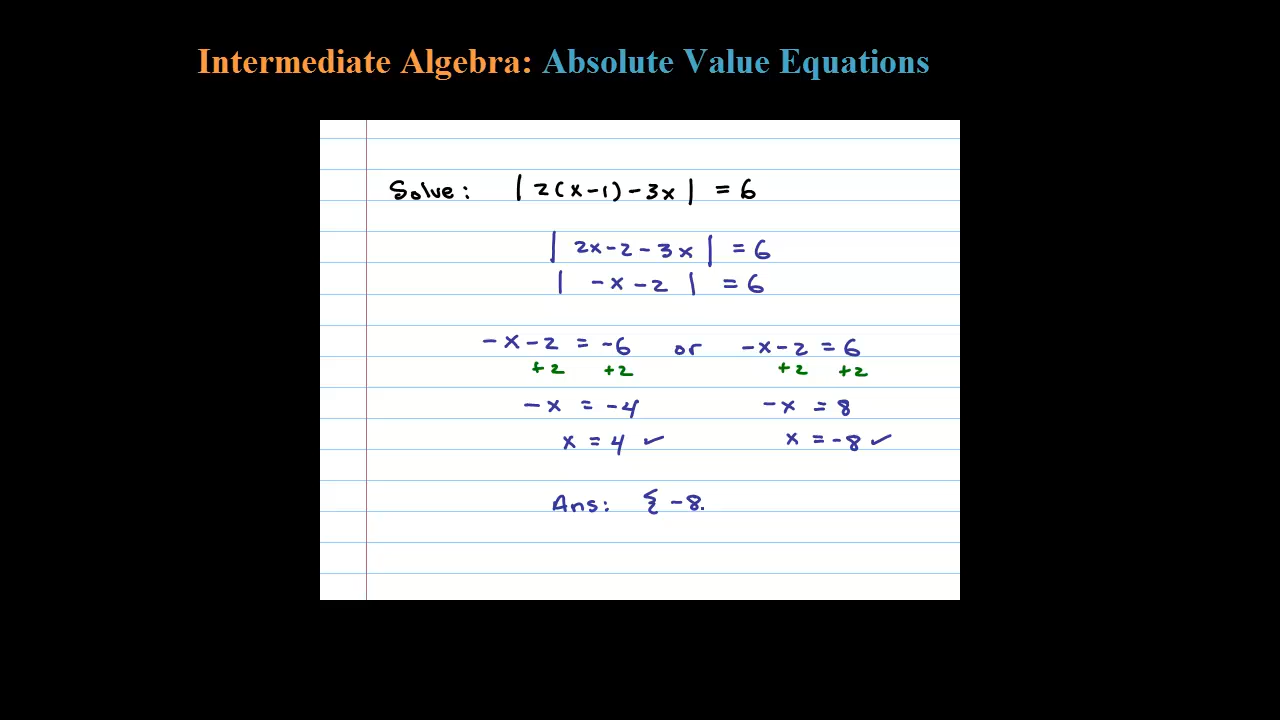 Intermediate Algebra: Absolute Value Equations
Solve: | 2(x-1)-3x | = 6
| 2x-2-3x | = 6
| -x-2 | = 6
-x-2 = -6 or -x-2 = 6
+2 +2 +2 +2
-x = -4 -x = 8
x = 4 ✓ x = -8 ✓
Ans: { -8.